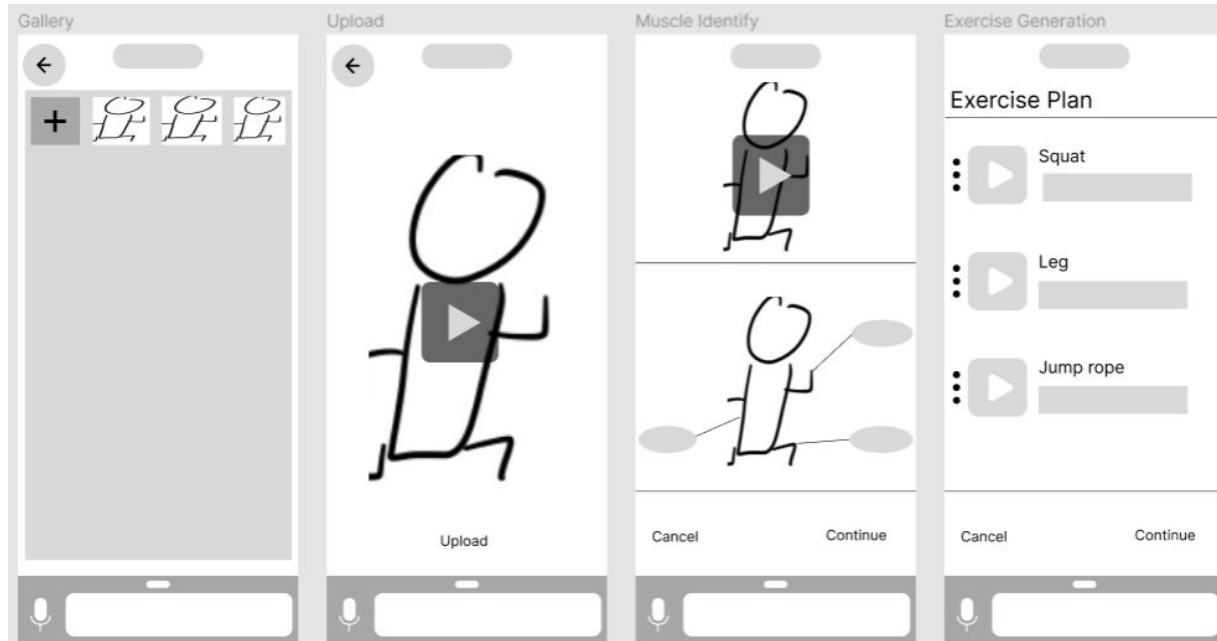 Gallery
Upload
Muscle Identify
Exercise Generation
+
Exercise Plan
Squat
Leg
Jump rope
Upload
Cancel
Continue
Cancel
Continue